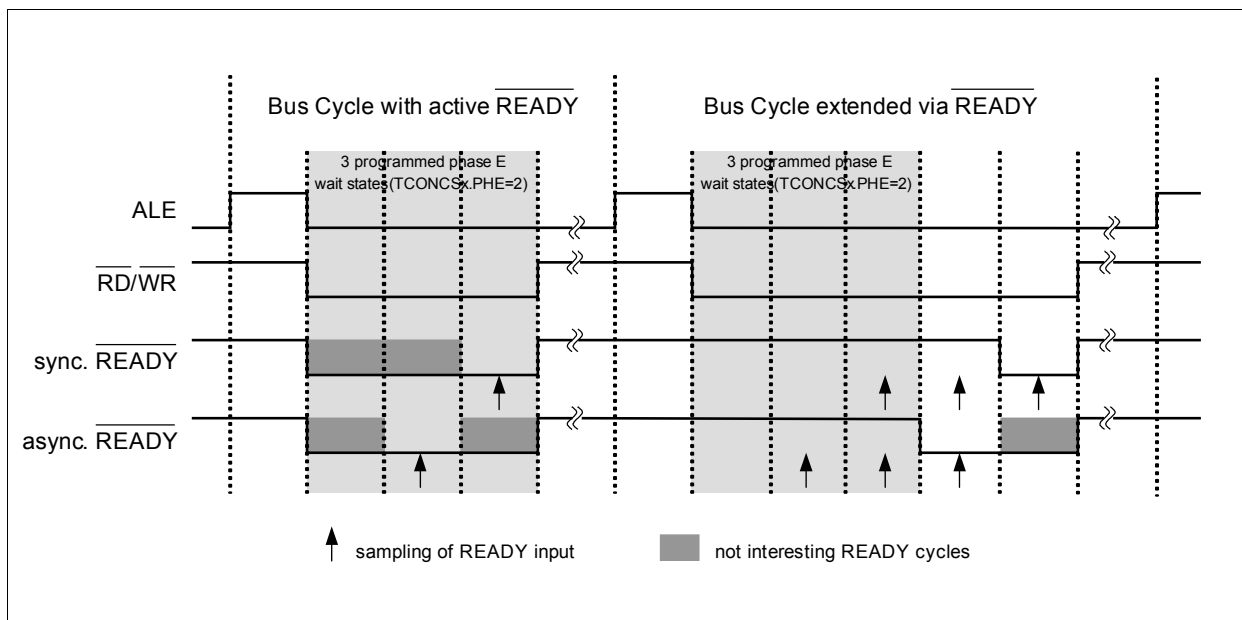 Bus Cycle with active READY
Bus Cycle extended via READY
3 programmed phase E
wait states(TCONCSx.PHE=2)
3 programmed phase E
wait states(TCONCSx.PHE=2)
ALE
RD/WR
sync. READY
async. READY
sampling of READY input
not interesting READY cycles